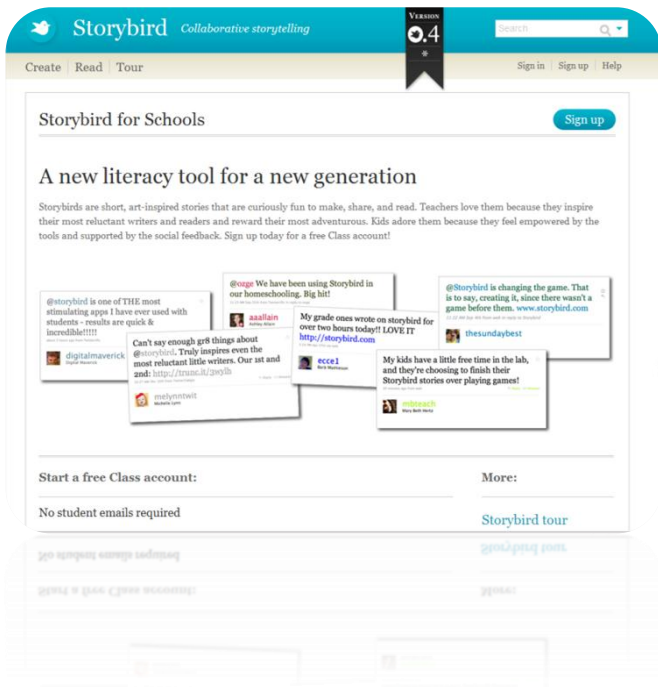 Storybird Collaborative storytelling
VERSION
0.4
*
Search
Create Read Tour
Sign in Sign up Help
Storybird for Schools
Sign up
A new literacy tool for a new generation
Storybirds are short, art-inspired stories that are curiously fun to make, share, and read. Teachers love them because they inspire
their most reluctant writers and readers and reward their most adventurous. Kids adore them because they feel empowered by the
tools and supported by the social feedback. Sign up today for a free Class account!
@storybird is one of THE most
stimulating apps I have ever used with
students - results are quick &
incredible!!!!!
digitalmaverick
Digital Maverick
@ozge We have been using Storybird in
our homeschooling. Big hit!
aaallain
Can't say enough gr8 things about
@storybird. Truly inspires even the
most reluctant little writers. Our 1st and
2nd: http://trunc.it/3wylh
melynntwit
Michelle Lynn
My grade ones wrote on storybird for
over two hours today!! LOVE IT
http://storybird.com
ecce1
@Storybird is changing the game. That
is to say, creating it, since there wasn't a
game before them. www.storybird.com
thesundaybest
My kids have a little free time in the lab,
and they're choosing to finish their
Storybird stories over playing games!
mbteach
Mary Beth Hertz
Start a free Class account:
More:
No student emails required
Storybird tour